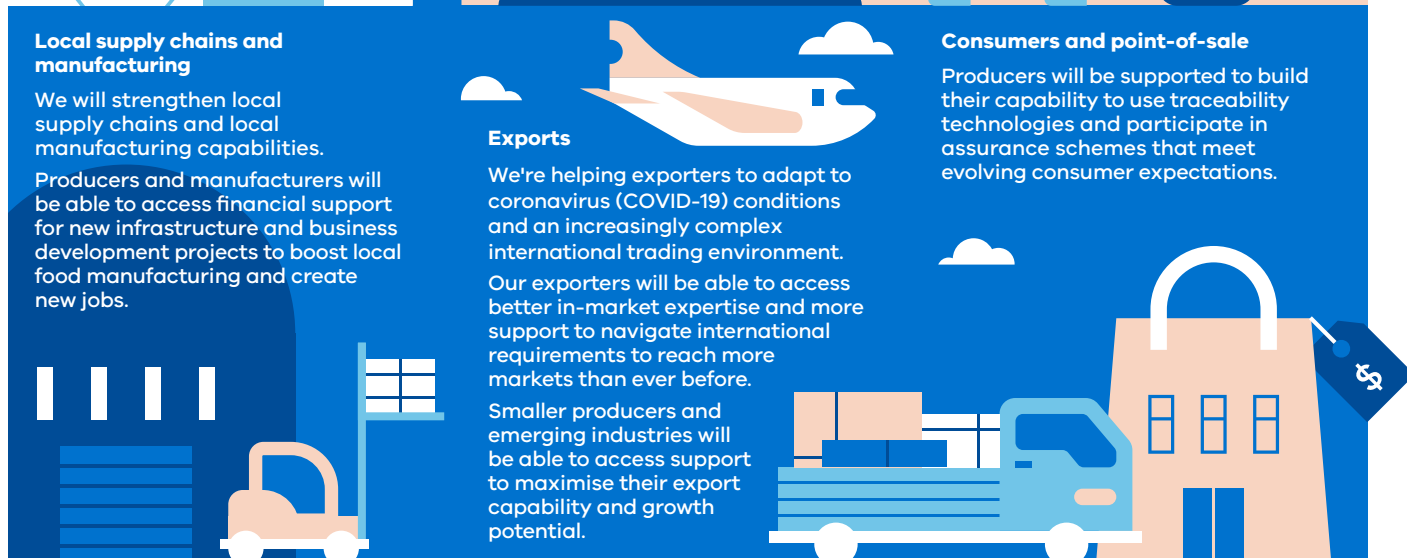 Local supply chains and
manufacturing
We will strengthen local
supply chains and local
manufacturing capabilities.
Producers and manufacturers will
be able to access financial support
for new infrastructure and business
development projects to boost local
food manufacturing and create
new jobs.
Exports
We're helping exporters to adapt to
coronavirus (COVID-19) conditions
and an increasingly complex
international trading environment.
Our exporters will be able to access
better in-market expertise and more
support to navigate international
requirements to reach more
markets than ever before.
Smaller producers and
emerging industries will
be able to access support
to maximise their export
capability and growth
potential.
Consumers and point-of-sale
Producers will be supported to build
their capability to use traceability
technologies and participate in
assurance schemes that meet
evolving consumer expectations.
$